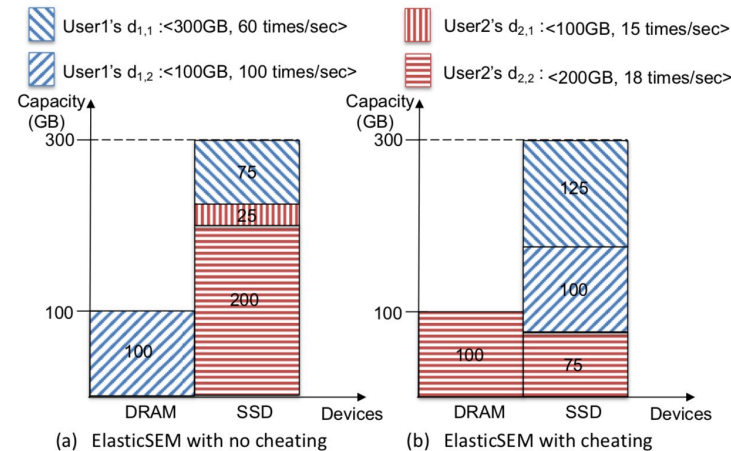 User1's d1,1 :<300GB, 60 times/sec>
User2's d2,1 :<100GB, 15 times/sec>
User1's d1,2 :<100GB, 100 times/sec>
User2's d2,2 : <200GB, 18 times/sec>
Capacity
(GB)
300
75
25
200
100
100
DRAM
SSD
Devices
(a) ElasticSEM with no cheating
Capacity
(GB)
300
125
100
100
100
75
DRAM
SSD
Devices
(b) ElasticSEM with cheating